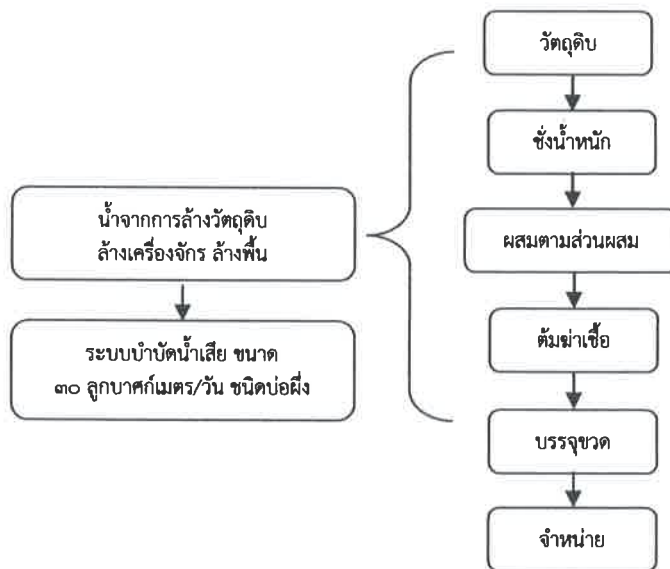 วัตถุดิบ
ชั่งน้ำหนัก
ผสมตามส่วนผสม
ต้มฆ่าเชื้อ
บรรจุขวด
จำหน่าย
น้ำจากการล้างวัตถุดิบ
ล้างเครื่องจักร ล้างพื้น
ระบบบำบัดน้ำเสีย ขนาด
๓๐ ลูกบาศก์เมตร/วัน ชนิดบ่อผึ่ง